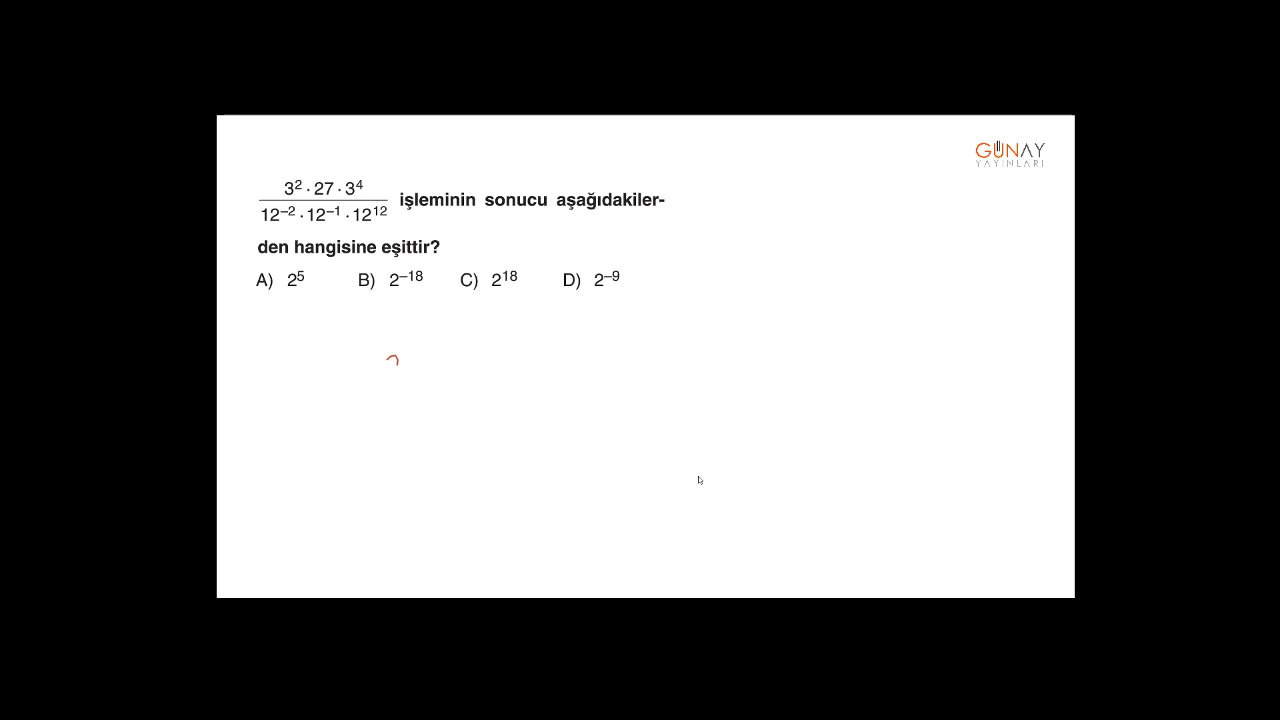 GÜNAY
YAYINLARI
3² · 27 · 3⁴
12⁻² · 12⁻¹ · 12¹² işleminin sonucu aşağıdakiler-
den hangisine eşittir?
A) 2⁵ B) 2⁻¹⁸ C) 2¹⁸ D) 2⁻⁹